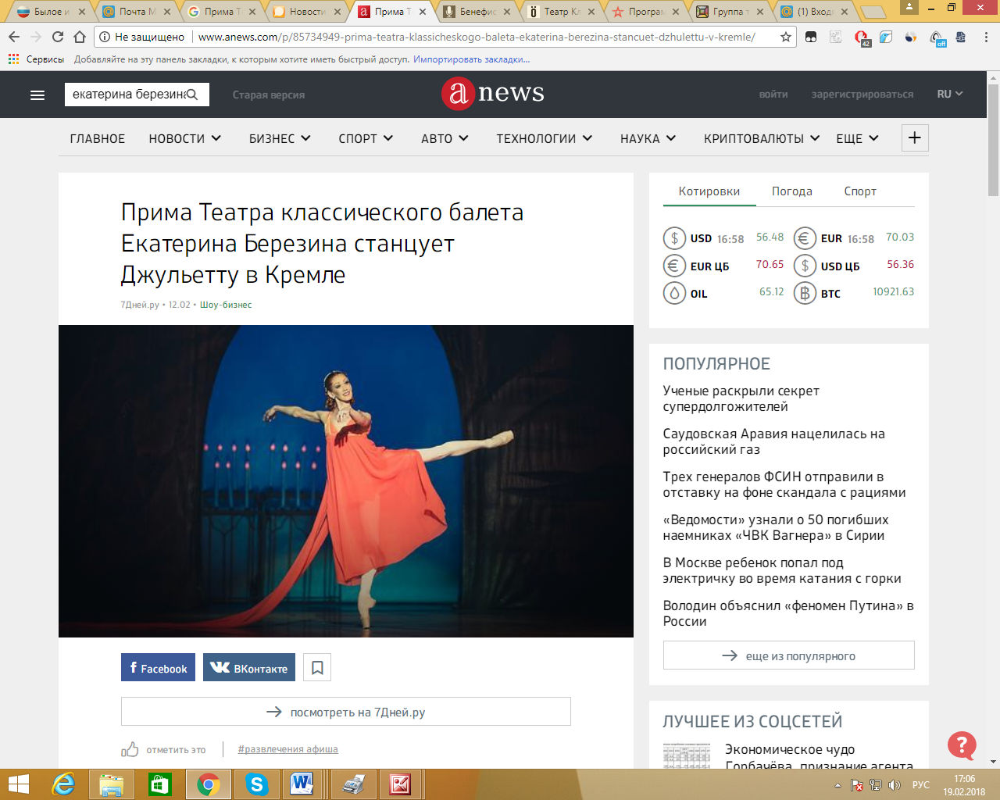 Былое и
Почта М
Прима Т
Новости
Прима Т
Бенефис
Театр Кл
Програм
Группа т
(1) Входя
Не защищено
www.anews.com/p/85734949-prima-teatra-klassicheskogo-baleta-ekaterina-berezina-stancuet-dzhulettu-v-kremle/
42
off
Сервисы
Добавляйте на эту панель закладки, к которым хотите иметь быстрый доступ. Импортировать закладки...
екатерина березина
Старая версия
a news
войти
зарегистрироваться
RU
ГЛАВНОЕ
НОВОСТИ
БИЗНЕС
СПОРТ
АВТО
ТЕХНОЛОГИИ
НАУКА
КРИПТОВАЛЮТЫ
ЕЩЕ
Прима Театра классического балета
Екатерина Березина станцует
Джульетту в Кремле
7Дней.ру • 12.02 • Шоу-бизнес
Facebook
ВКонтакте
посмотреть на 7Дней.ру
отметить это
#развлечения афиша
Котировки
Погода
Спорт
USD 16:58 56.48
EUR 16:58 70.03
EUR ЦБ 70.65
USD ЦБ 56.36
OIL 65.12
BTC 10921.63
ПОПУЛЯРНОЕ
Ученые раскрыли секрет
супердолгожителей
Саудовская Аравия нацелилась на
российский газ
Трех генералов ФСИН отправили в
отставку на фоне скандала с рациями
«Ведомости» узнали о 50 погибших
наемниках «ЧВК Вагнера» в Сирии
В Москве ребенок попал под
электричку во время катания с горки
Володин объяснил «феномен Путина» в
России
еще из популярного
ЛУЧШЕЕ ИЗ СОЦСЕТЕЙ
Экономическое чудо
Горбачёва, признание агента
РУС
17:06
19.02.2018